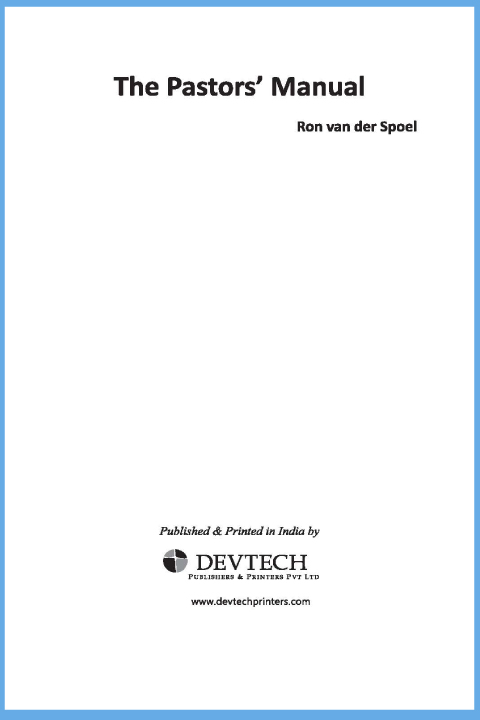 The Pastors’ Manual
Ron van der Spoel
Published & Printed in India by
DEVTECH
Publishers & Printers Pvt Ltd
www.devtechprinters.com